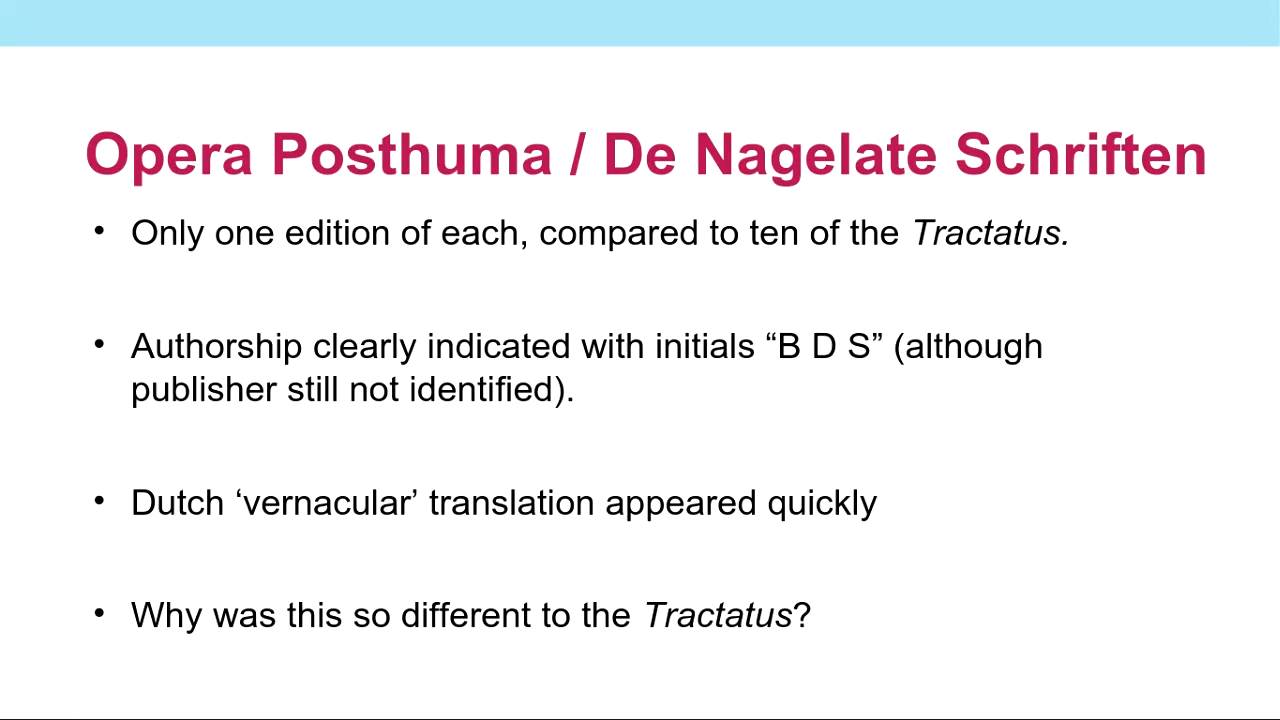 Opera Posthuma / De Nagelate Schriften
• Only one edition of each, compared to ten of the Tractatus.
• Authorship clearly indicated with initials “B D S” (although
publisher still not identified).
• Dutch ‘vernacular’ translation appeared quickly
• Why was this so different to the Tractatus?